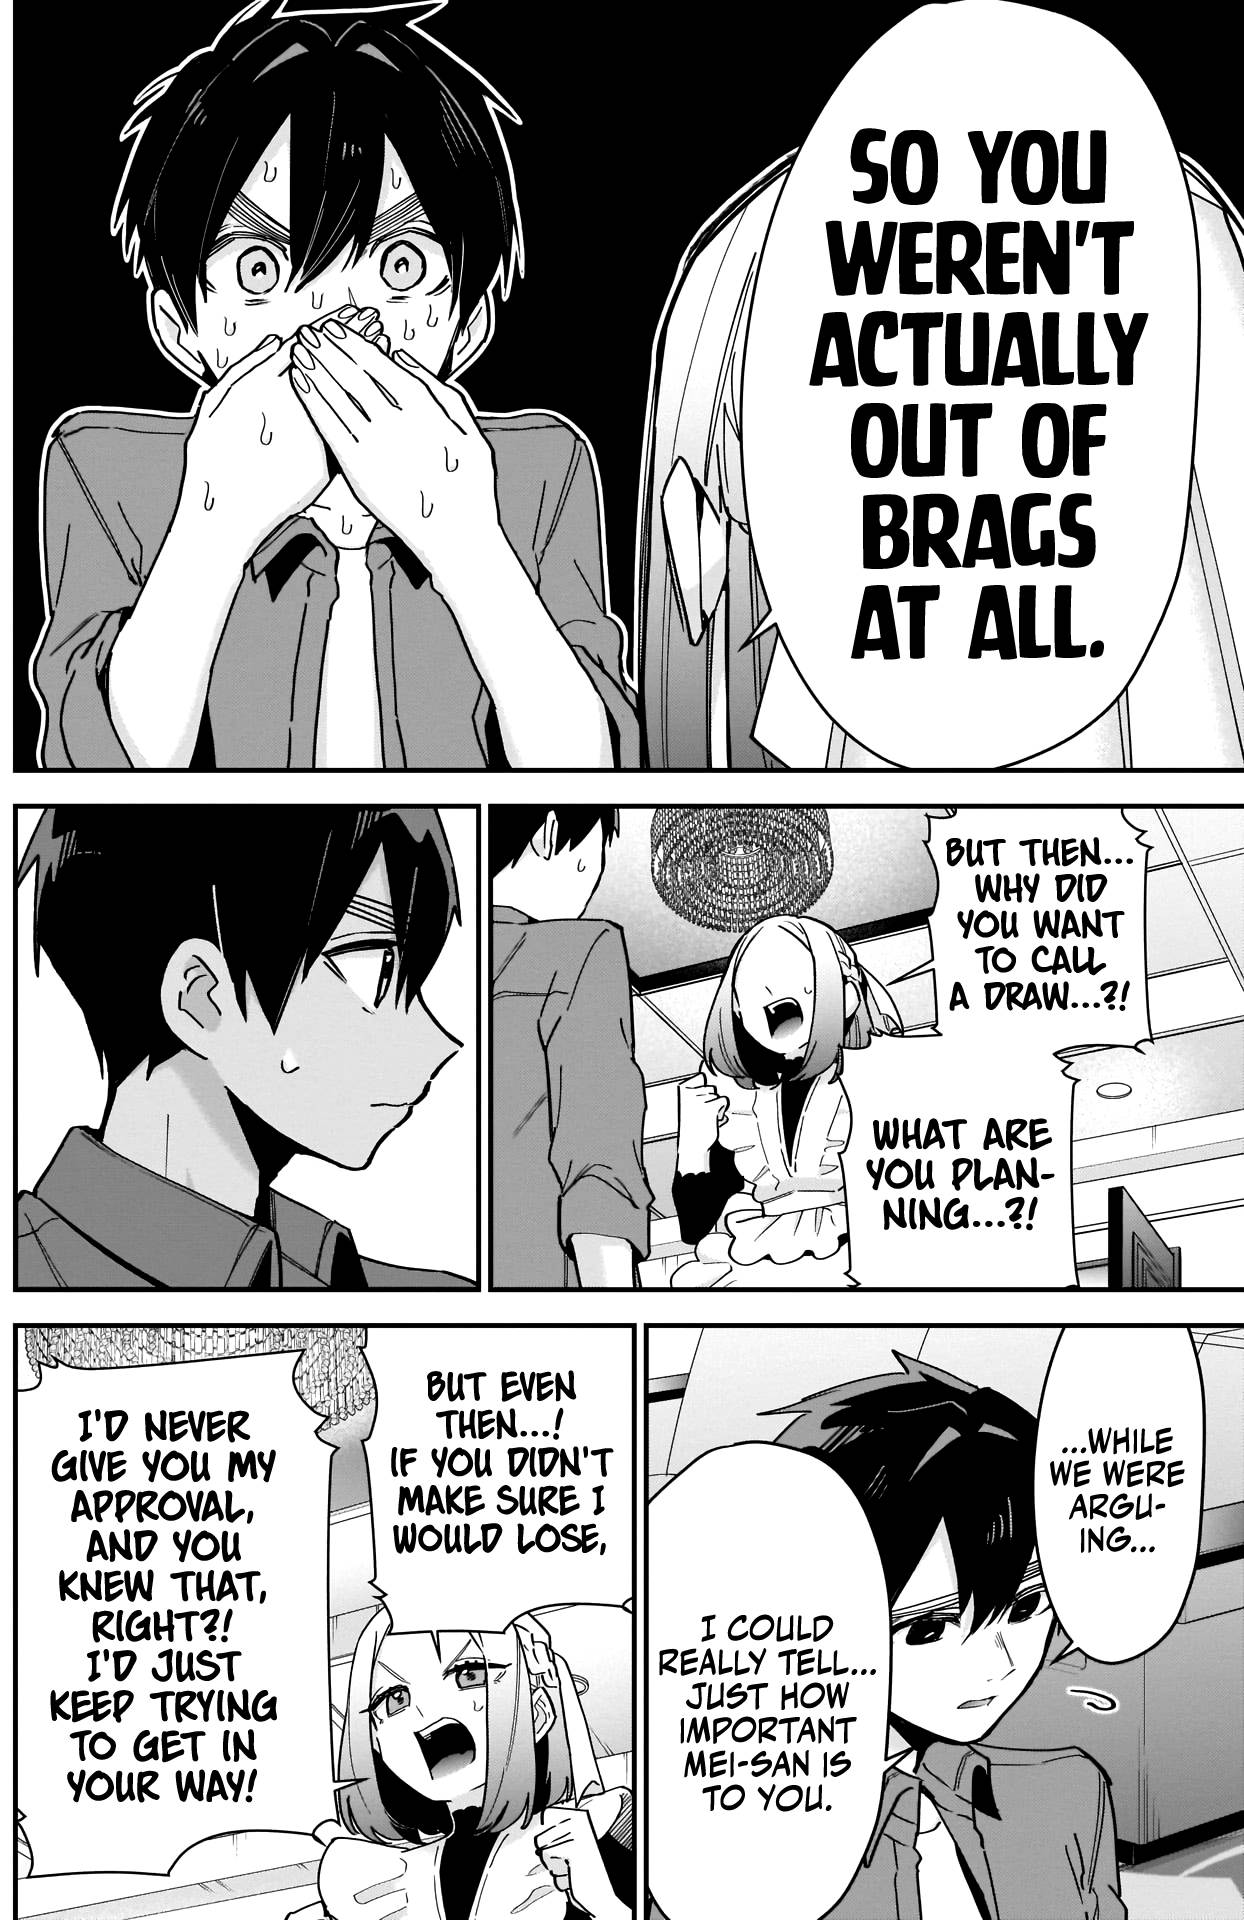 SO YOU
WEREN'T
ACTUALLY
OUT OF
BRAGS
AT ALL.
BUT THEN...
WHY DID
YOU WANT
TO CALL
A DRAW...?!
WHAT ARE
YOU PLAN-
NING...?!
...WHILE
WE WERE
ARGU-
ING...
I COULD
REALLY TELL...
JUST HOW
IMPORTANT
MEI-SAN IS
TO YOU.
BUT EVEN
THEN...!
IF YOU DIDN'T
MAKE SURE I
WOULD LOSE,
I'D NEVER
GIVE YOU MY
APPROVAL,
AND YOU
KNEW THAT,
RIGHT?!
I'D JUST
KEEP TRYING
TO GET IN
YOUR WAY!